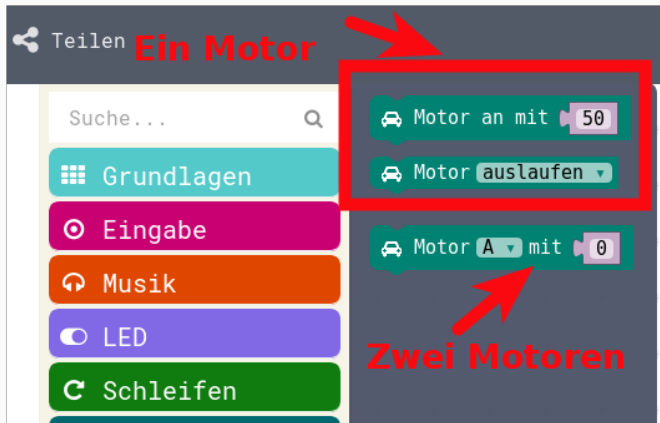 Teilen
Ein Motor
Suche...
Grundlagen
Eingabe
Musik
LED
Schleifen
Motor an mit 50
Motor auslaufen
Motor A mit 0
Zwei Motoren